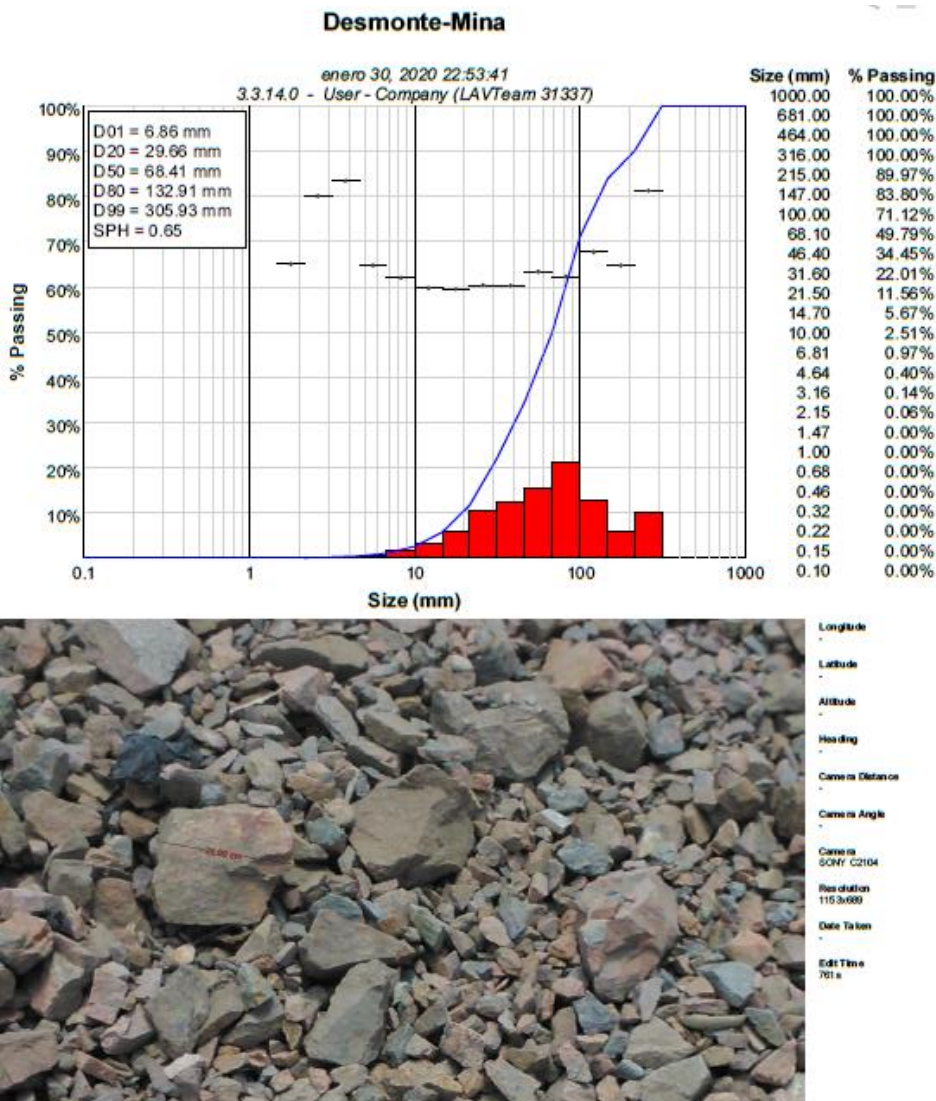 Desmonte-Mina
enero 30, 2020 22:53:41
3.3.14.0 - User - Company (LAVTeam 31337)
Size (mm) % Passing
1000.00 100.00%
681.00 100.00%
464.00 100.00%
316.00 100.00%
215.00 89.97%
147.00 83.80%
100.00 71.12%
68.10 49.79%
46.40 34.45%
31.60 22.01%
21.50 11.56%
14.70 5.67%
10.00 2.51%
6.81 0.97%
4.64 0.40%
3.16 0.14%
2.15 0.06%
1.47 0.00%
1.00 0.00%
0.68 0.00%
0.46 0.00%
0.32 0.00%
0.22 0.00%
0.15 0.00%
0.10 0.00%
D01 = 6.86 mm
D20 = 29.66 mm
D50 = 68.41 mm
D80 = 132.91 mm
D99 = 305.93 mm
SPH = 0.65
% Passing
100%
90%
80%
70%
60%
50%
40%
30%
20%
10%
0.1 1 10 100 1000
Size (mm)
Longitude
-
Latitude
-
Altitude
-
Heading
-
Camera Distance
-
Camera Angle
-
Camera
SONY C2104
Resolution
Date Taken
-
Edit Time
761 s